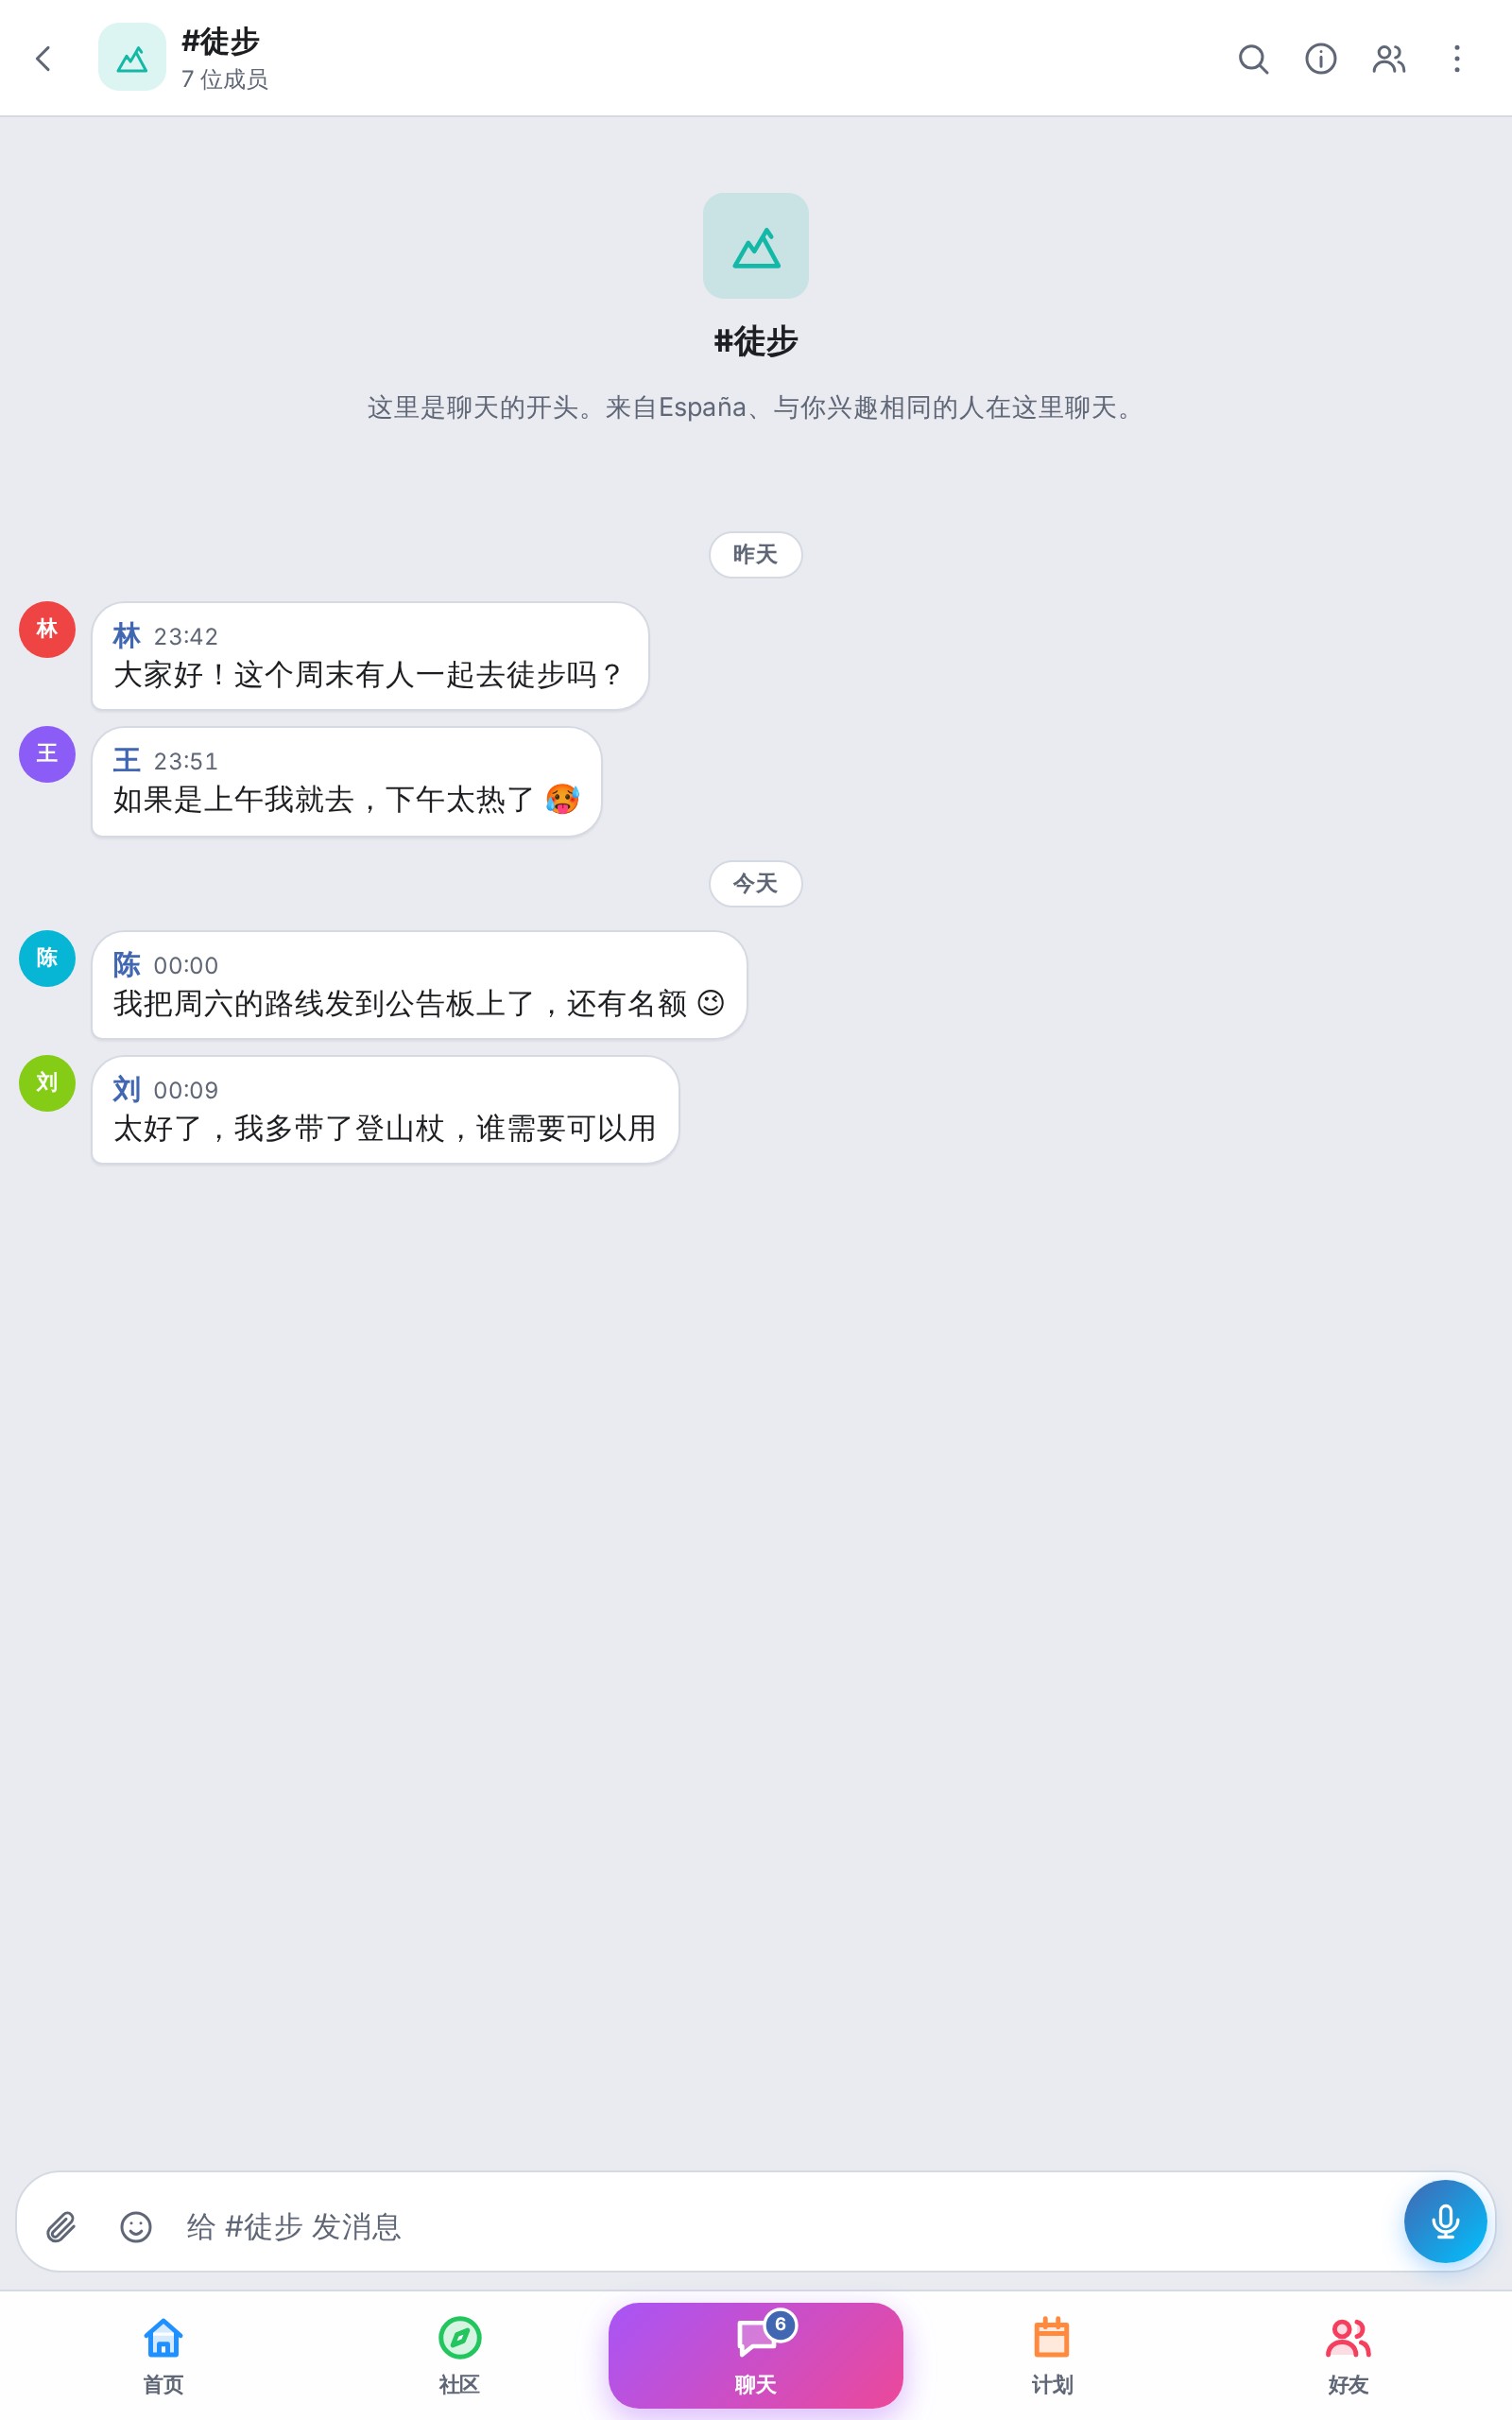 #徒步
7 位成员
#徒步
这里是聊天的开头。来自España、与你兴趣相同的人在这里聊天。
昨天
林
林 23:42
大家好！这个周末有人一起去徒步吗？
王
王 23:51
如果是上午我就去，下午太热了 🥵
今天
陈
陈 00:00
我把周六的路线发到公告板上了，还有名额 😉
刘
刘 00:09
太好了，我多带了登山杖，谁需要可以用
给 #徒步 发消息
6
首页
社区
聊天
计划
好友